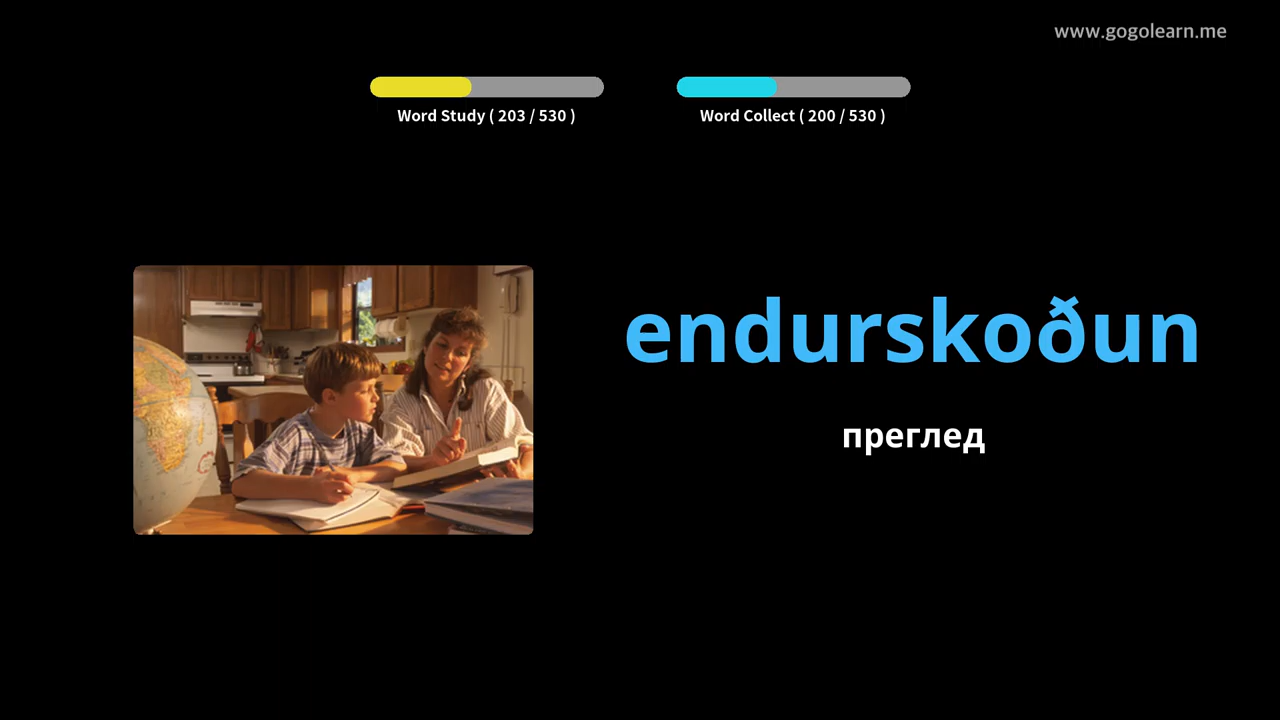 www.gogolearn.me
Word Study ( 203 / 530 )
Word Collect ( 200 / 530 )
endurskoðun
преглед